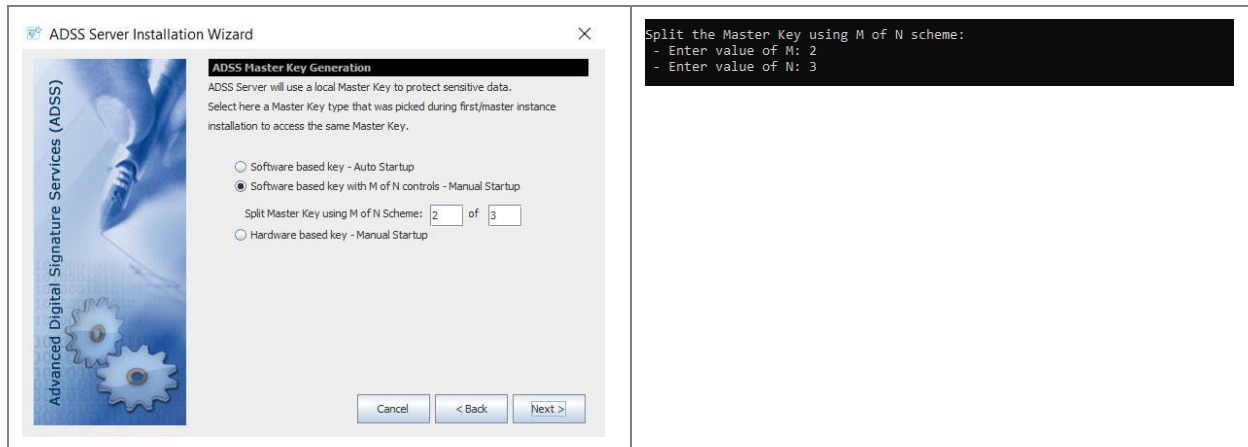 ADSS Server Installation Wizard
Advanced Digital Signature Services (ADSS)
ADSS Master Key Generation
ADSS Server will use a local Master Key to protect sensitive data.
Select here a Master Key type that was picked during first/master instance
installation to access the same Master Key.
Software based key - Auto Startup
Software based key with M of N controls - Manual Startup
Split Master Key using M of N Scheme: 2 of 3
Hardware based key - Manual Startup
Cancel < Back Next >
Split the Master Key using M of N scheme:
- Enter value of M: 2
- Enter value of N: 3